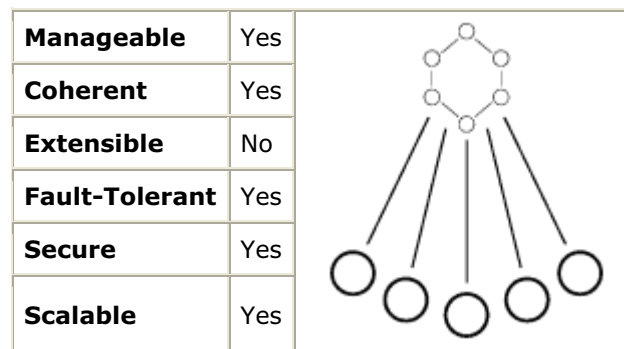 Manageable Yes
Coherent Yes
Extensible No
Fault-Tolerant Yes
Secure Yes
Scalable Yes